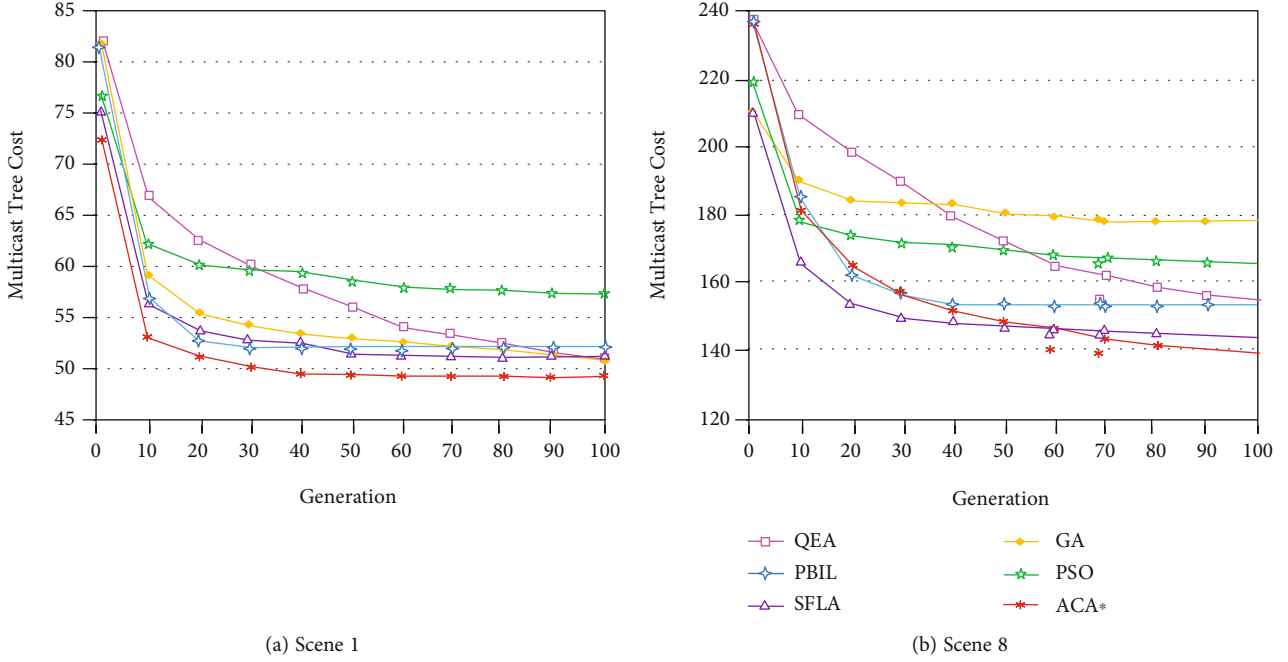 85
80
75
70
65
60
55
50
45
Multicast Tree Cost
0 10 20 30 40 50 60 70 80 90 100
Generation
(a) Scene 1
240
220
200
180
160
140
120
Multicast Tree Cost
0 10 20 30 40 50 60 70 80 90 100
Generation
QEA
PBIL
SFLA
GA
PSO
ACA*
(b) Scene 8